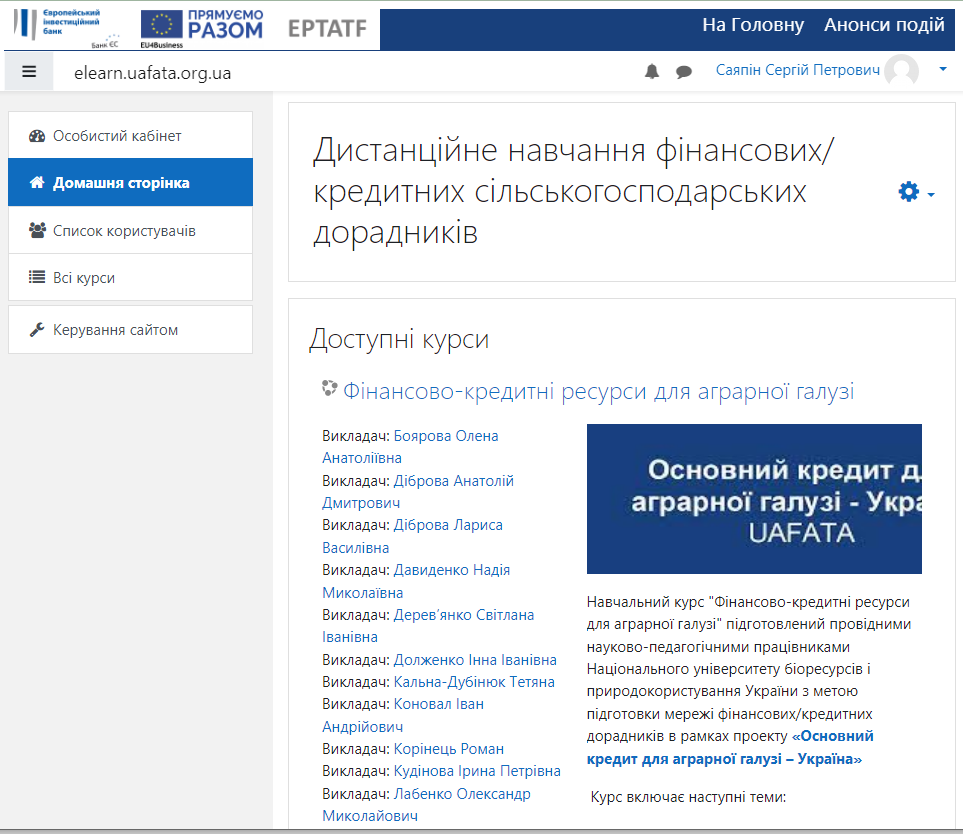 Європейський
інвестиційний
банк
Банк ЄС
EU4Business
ПРЯМУЄМО
РАЗОМ
EPTATF
На Головну
Анонси подій
elearn.uafata.org.ua
Саяпін Сергій Петрович
Особистий кабінет
Домашня сторінка
Список користувачів
Всі курси
Керування сайтом
Дистанційне навчання фінансових/
кредитних сільськогосподарських
дорадників
Доступні курси
Фінансово-кредитні ресурси для аграрної галузі
Викладач: Боярова Олена
Анатоліївна
Викладач: Діброва Анатолій
Дмитрович
Викладач: Діброва Лариса
Василівна
Викладач: Давиденко Надія
Миколаївна
Викладач: Дерев'янко Світлана
Іванівна
Викладач: Долженко Інна Іванівна
Викладач: Кальна-Дубінюк Тетяна
Викладач: Коновал Іван
Андрійович
Викладач: Корінець Роман
Викладач: Кудінова Ірина Петрівна
Викладач: Лабенко Олександр
Миколайович
Основний кредит д
аграрної галузі - Укра
UAFATA
Навчальний курс "Фінансово-кредитні ресурси
для аграрної галузі" підготовлений провідними
науково-педагогічними працівниками
Національного університету біоресурсів і
природокористування України з метою
підготовки мережі фінансових/кредитних
дорадників в рамках проекту «Основний
кредит для аграрної галузі – Україна»
Курс включає наступні теми: